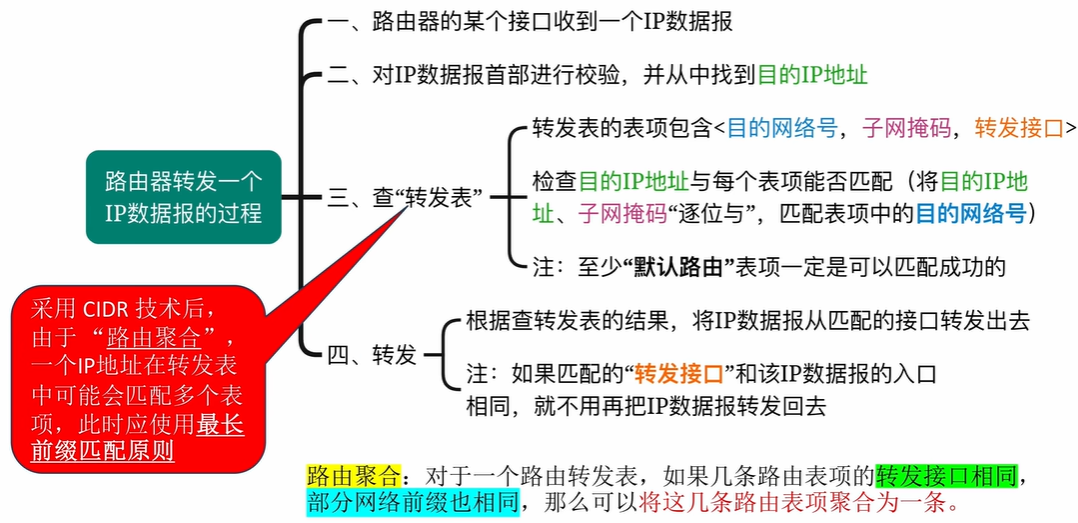 一、路由器的某个接口收到一个IP数据报
二、对IP数据报首部进行校验，并从中找到目的IP地址
路由器转发一个
IP数据报的过程
三、查“转发表”
转发表的表项包含<目的网络号，子网掩码，转发接口>
检查目的IP地址与每个表项能否匹配（将目的IP地
址、子网掩码“逐位与”，匹配表项中的目的网络号）
注：至少“默认路由”表项一定是可以匹配成功的
采用 CIDR 技术后，
由于“路由聚合”，
一个IP地址在转发表
中可能会匹配多个表
项，此时应使用最长
前缀匹配原则
四、转发
根据查转发表的结果，将IP数据报从匹配的接口转发出去
注：如果匹配的“转发接口”和该IP数据报的入口
相同，就不用再把IP数据报转发回去
路由聚合：对于一个路由转发表，如果几条路由表项的转发接口相同，
部分网络前缀也相同，那么可以将这几条路由表项聚合为一条。